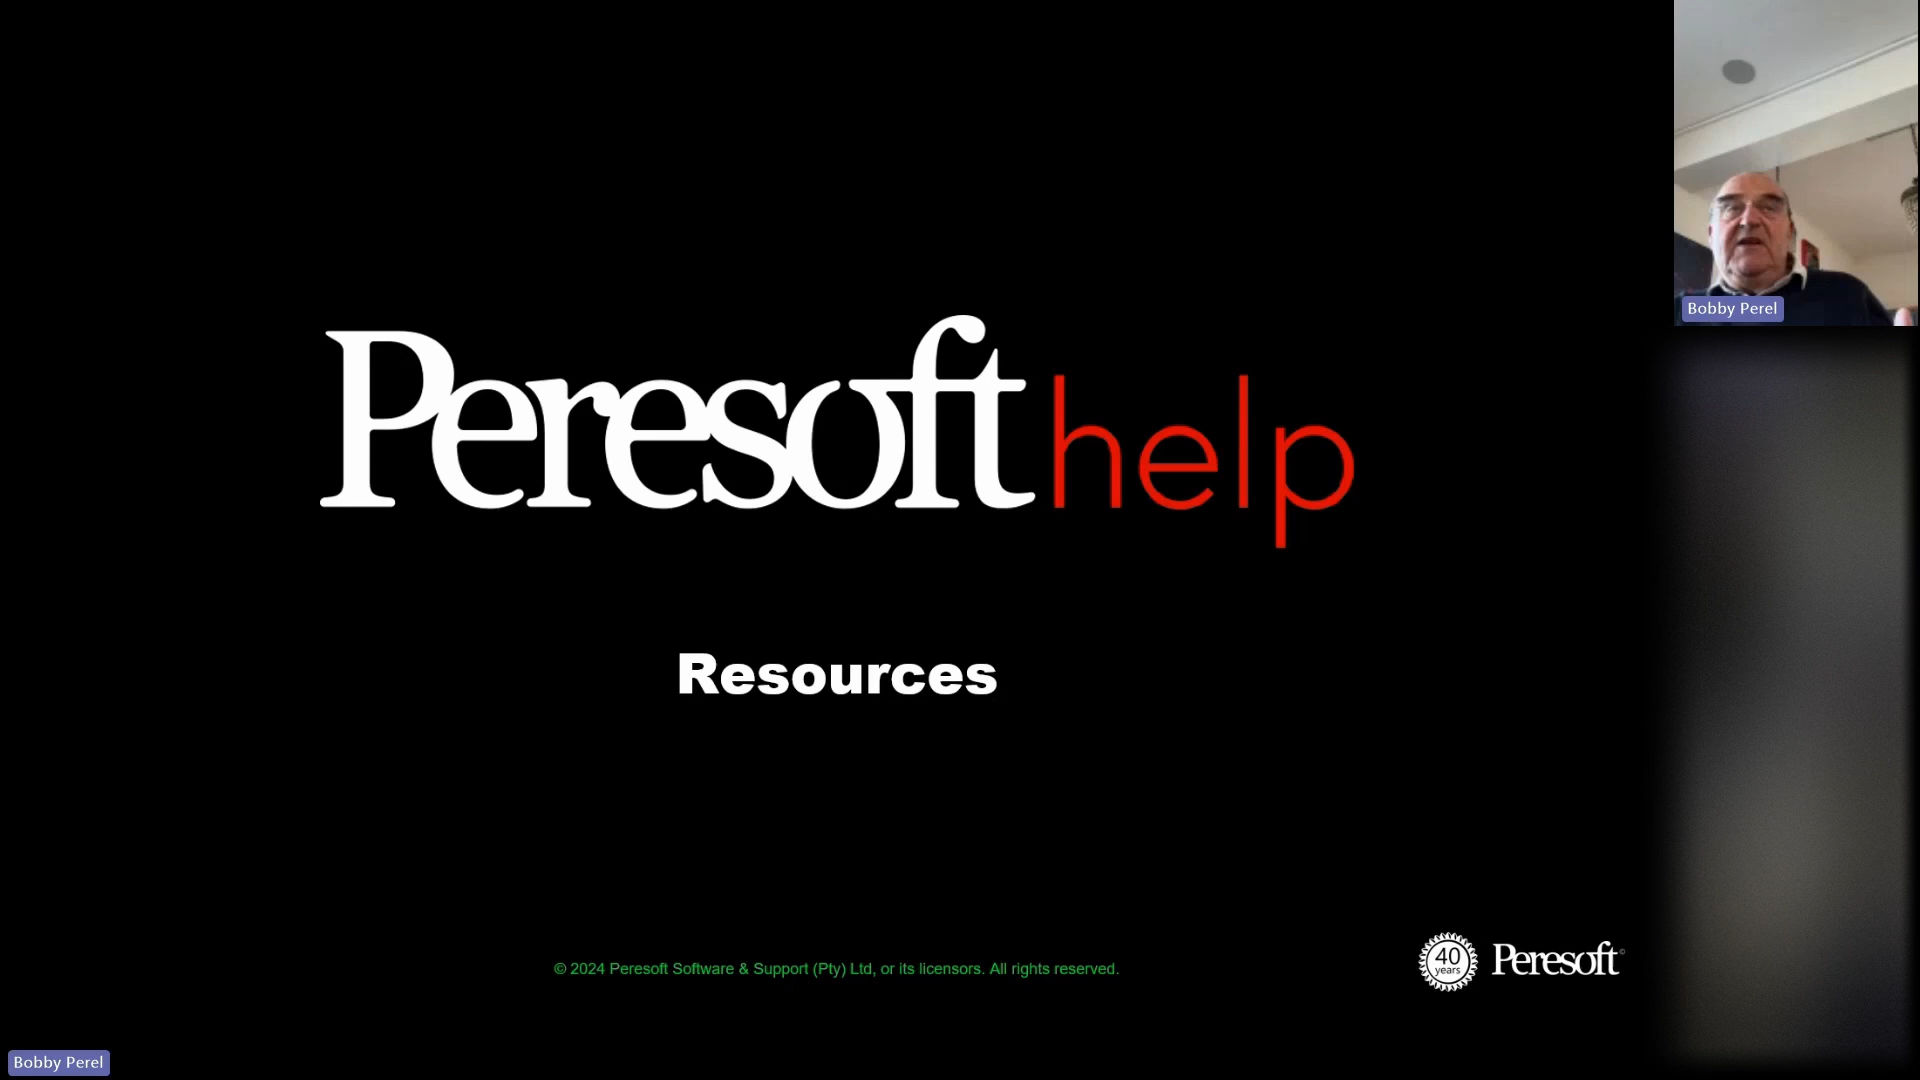 Peresoft help
Resources
© 2024 Peresoft Software & Support (Pty) Ltd, or its licensors. All rights reserved.
40
years
Peresoft
Bobby Perel
Bobby Perel